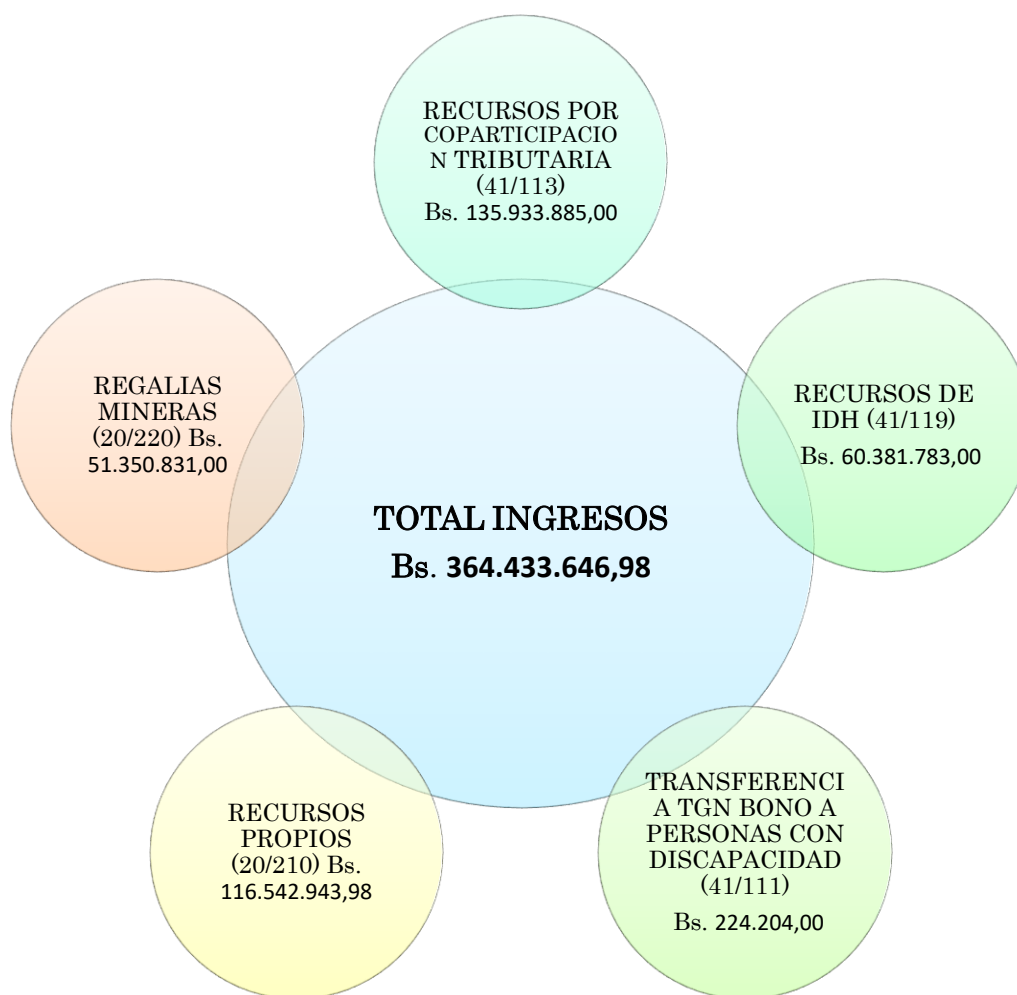 RECURSOS POR
COPARTICIPACIO
N TRIBUTARIA
(41/113)
Bs. 135.933.885,00
REGALIAS
MINERAS
(20/220) Bs.
51.350.831,00
RECURSOS DE
IDH (41/119)
Bs. 60.381.783,00
TOTAL INGRESOS
Bs. 364.433.646,98
RECURSOS
PROPIOS
(20/210) Bs.
116.542.943,98
TRANSFERENCI
A TGN BONO A
PERSONAS CON
DISCAPACIDAD
(41/111)
Bs. 224.204,00